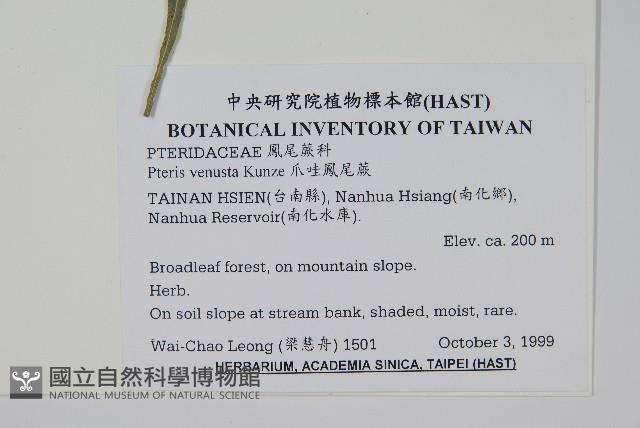 中央研究院植物標本館(HAST)
BOTANICAL INVENTORY OF TAIWAN
PTERIDACEAE 鳳尾蕨科
Pteris venusta Kunze 爪哇鳳尾蕨
TAINAN HSIEN(台南縣), Nanhua Hsiang(南化鄉),
Nanhua Reservoir(南化水庫).
Elev. ca. 200 m
Broadleaf forest, on mountain slope.
Herb.
On soil slope at stream bank, shaded, moist, rare.
Wai-Chao Leong (梁慧舟) 1501 October 3, 1999
HERBARIUM, ACADEMIA SINICA, TAIPEI (HAST)
國立自然科學博物館
NATIONAL MUSEUM OF NATURAL SCIENCE